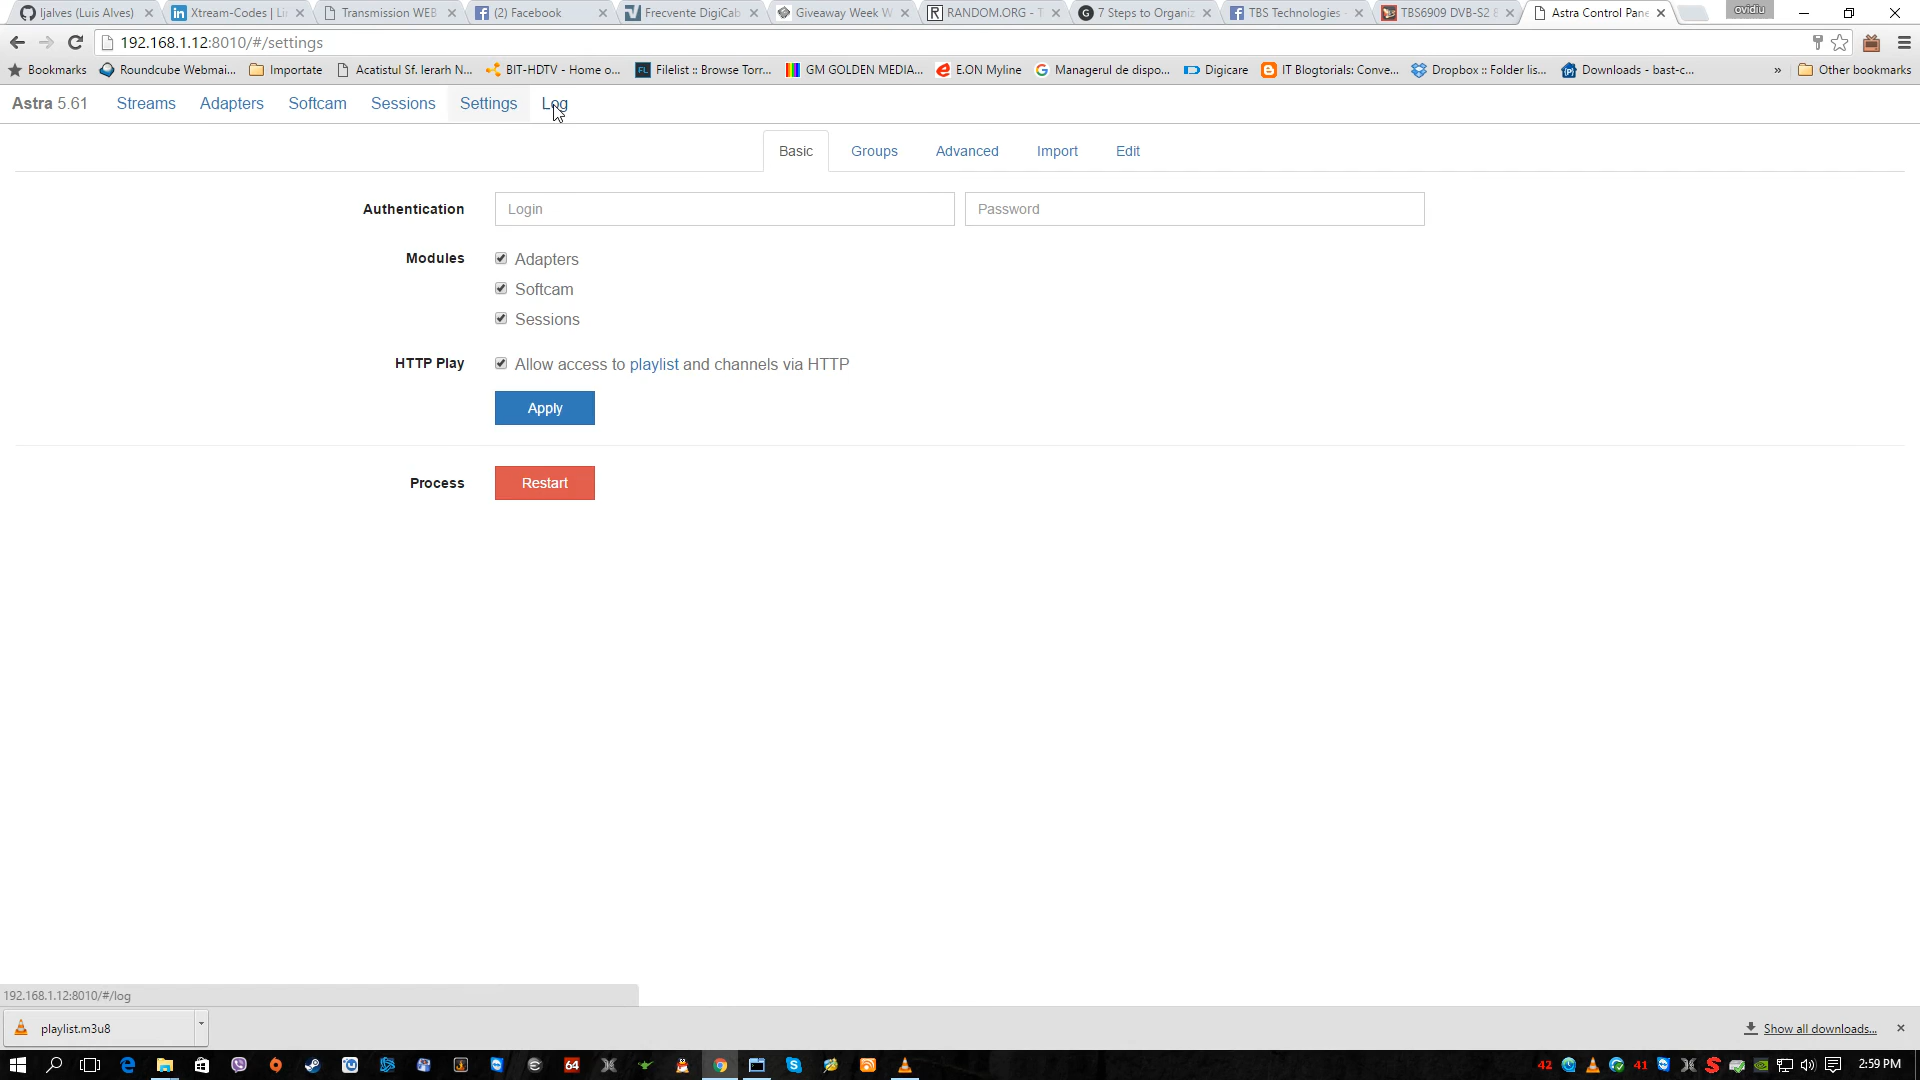 ljalves (Luis Alves)
Xtream-Codes | Li
Transmission WEB
(2) Facebook
Frecvente DigiCab
Giveaway Week W
RANDOM.ORG - T
7 Steps to Organiz
TBS Technologies -
TBS6909 DVB-S2 8
Astra Control Pane
ovidiu
192.168.1.12:8010/#/settings
Bookmarks
Roundcube Webmai...
Importate
Acatistul Sf. Ierarh N...
BIT-HDTV - Home o...
Filelist :: Browse Torr...
GM GOLDEN MEDIA...
E.ON Myline
Managerul de dispo...
Digicare
IT Blogtorials: Conve...
Dropbox :: Folder lis...
Downloads - bast-c...
»
Other bookmarks
Astra 5.61
Streams
Adapters
Softcam
Sessions
Settings
Log
Basic
Groups
Advanced
Import
Edit
Authentication
Login
Password
Modules
Adapters
Softcam
Sessions
HTTP Play
Allow access to playlist and channels via HTTP
Apply
Process
Restart
192.168.1.12:8010/#/log
playlist.m3u8
Show all downloads...
64
42
41
2:59 PM